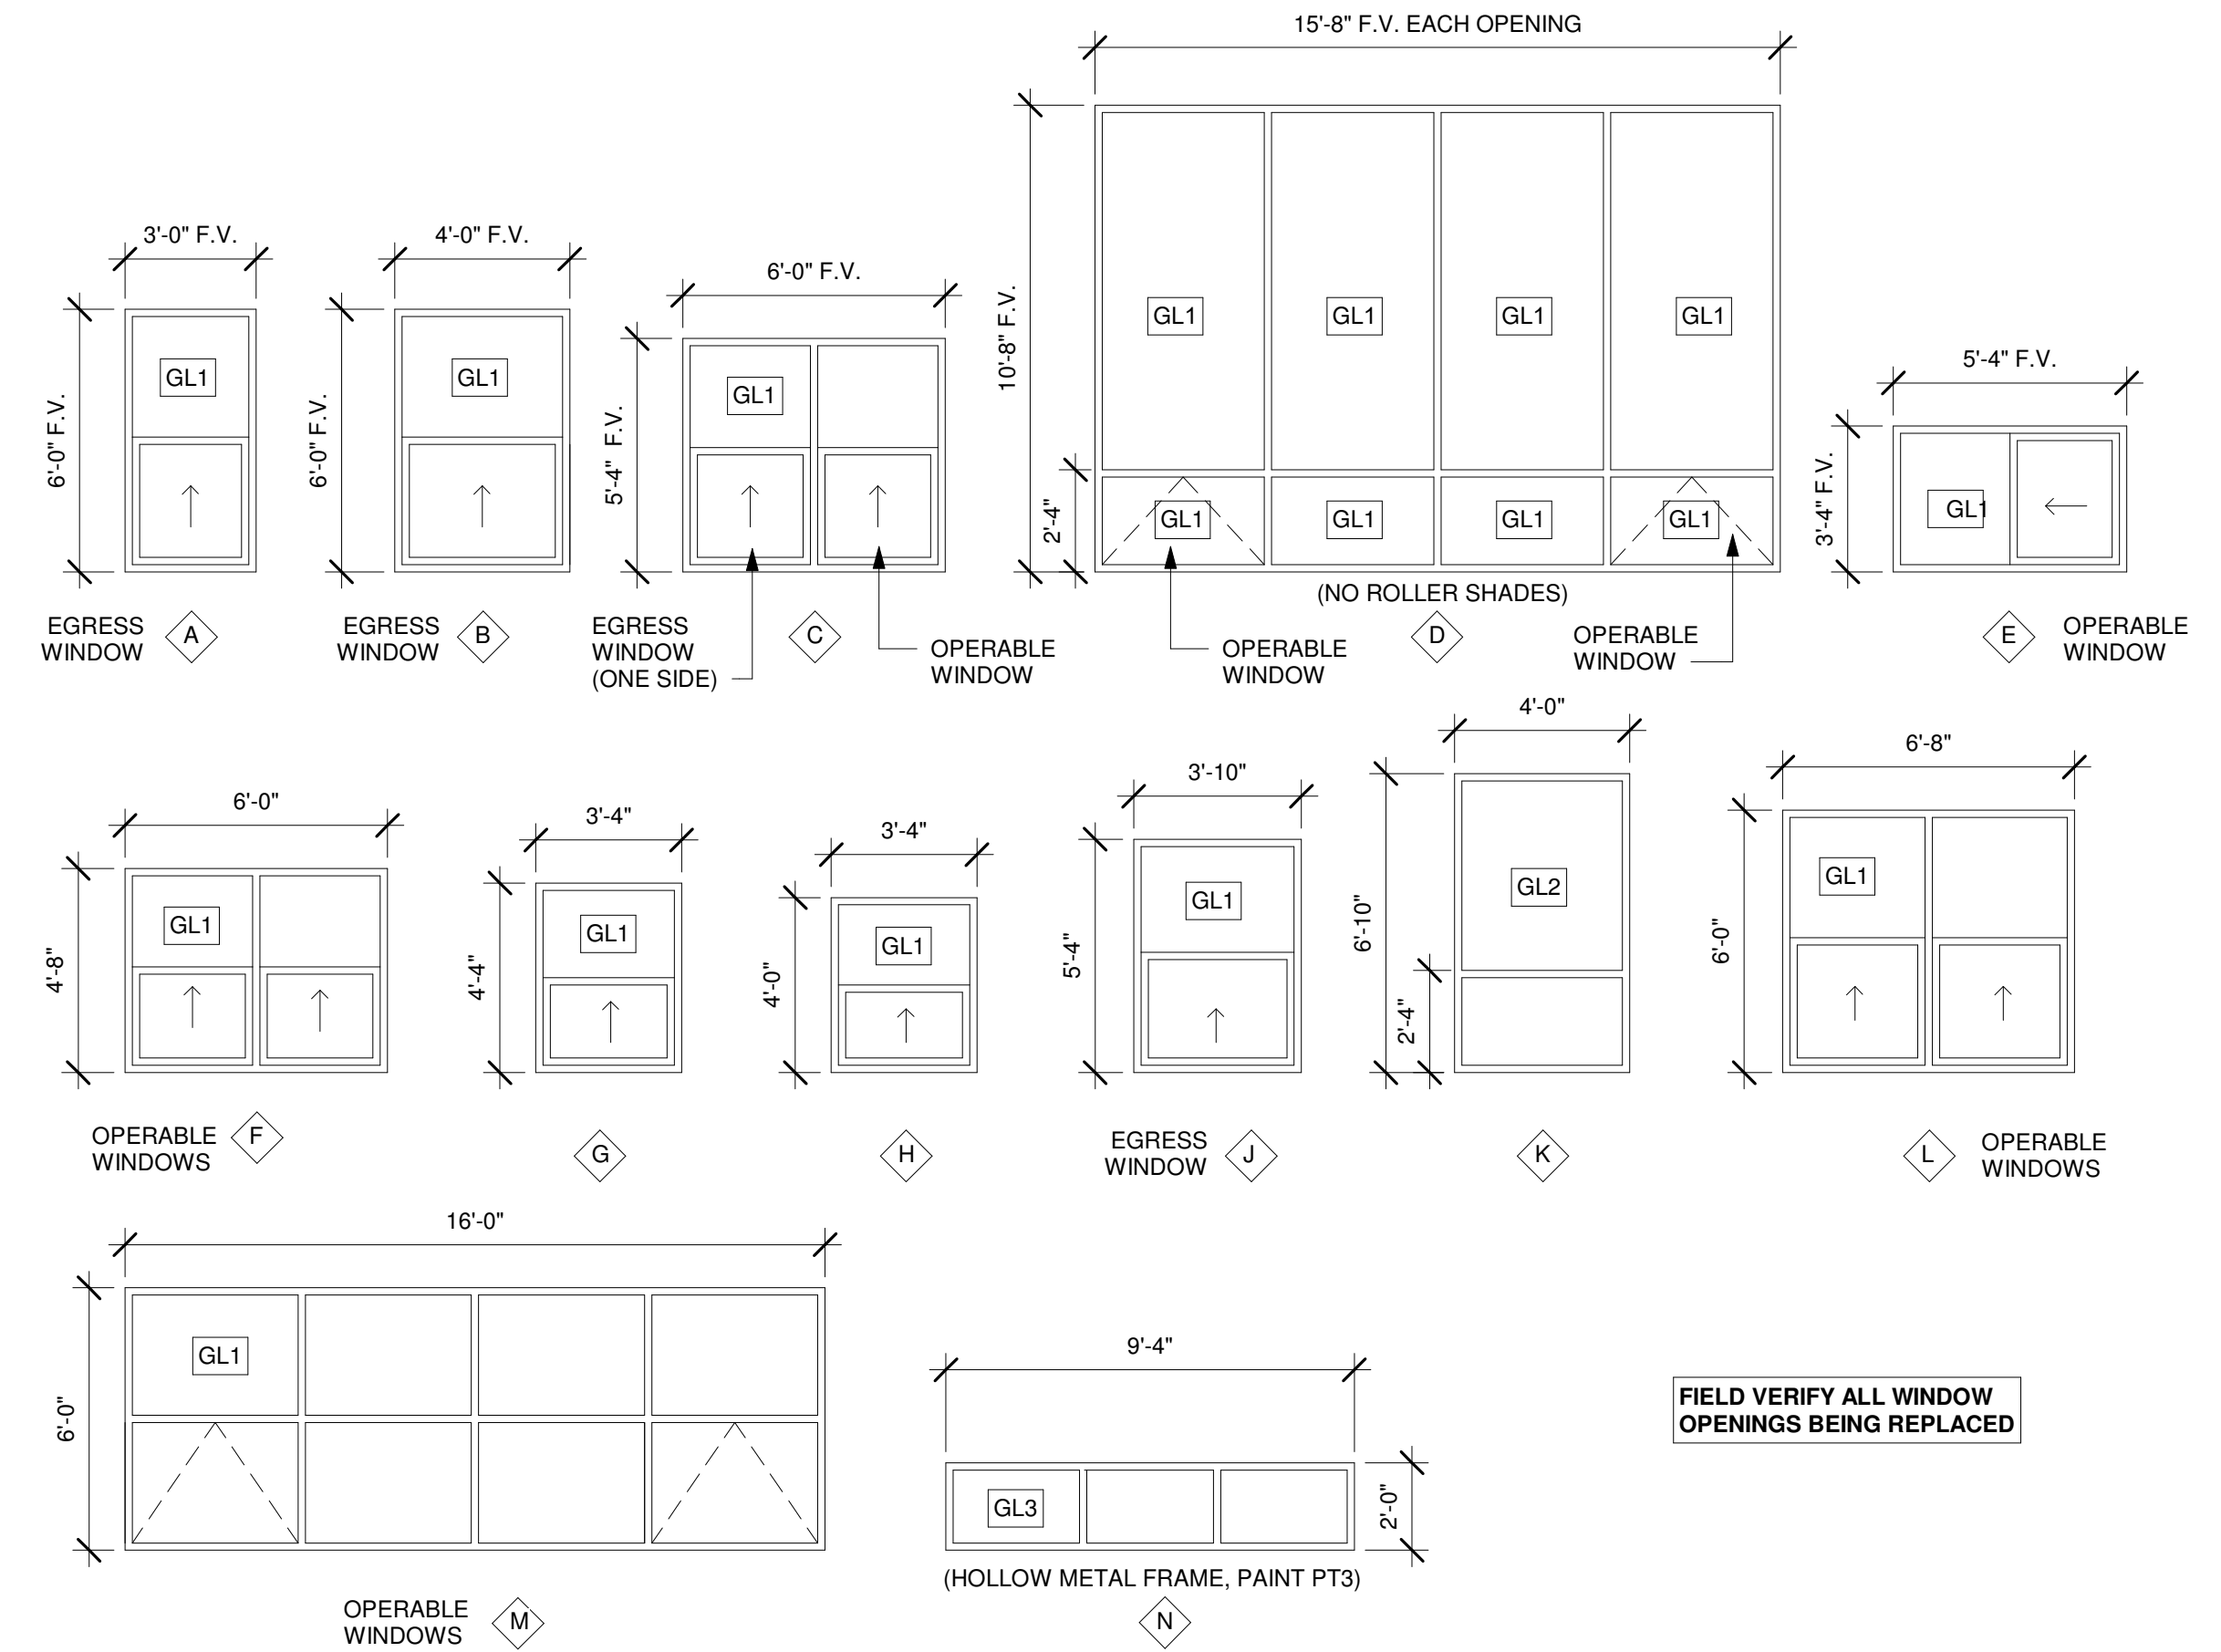 15'-8" F.V. EACH OPENING
3'-0" F.V.
6'-0" F.V.
GL1
EGRESS
WINDOW
A
4'-0" F.V.
6'-0" F.V.
GL1
EGRESS
WINDOW
B
6'-0" F.V.
5'-4" F.V.
GL1
EGRESS
WINDOW
(ONE SIDE)
C
OPERABLE
WINDOW
10'-8" F.V.
2'-4"
GL1
GL1
GL1
GL1
GL1
GL1
GL1
GL1
(NO ROLLER SHADES)
OPERABLE
WINDOW
D
OPERABLE
WINDOW
5'-4" F.V.
3'-4" F.V.
GL1
E
OPERABLE
WINDOW
6'-0"
4'-8"
GL1
OPERABLE
WINDOWS
F
3'-4"
4'-4"
GL1
G
3'-4"
4'-0"
GL1
H
3'-10"
5'-4"
GL1
EGRESS
WINDOW
J
4'-0"
6'-10"
2'-4"
GL2
K
6'-8"
6'-0"
GL1
L
OPERABLE
WINDOWS
16'-0"
6'-0"
GL1
OPERABLE
WINDOWS
M
9'-4"
GL3
2'-0"
(HOLLOW METAL FRAME, PAINT PT3)
N
FIELD VERIFY ALL WINDOW
OPENINGS BEING REPLACED